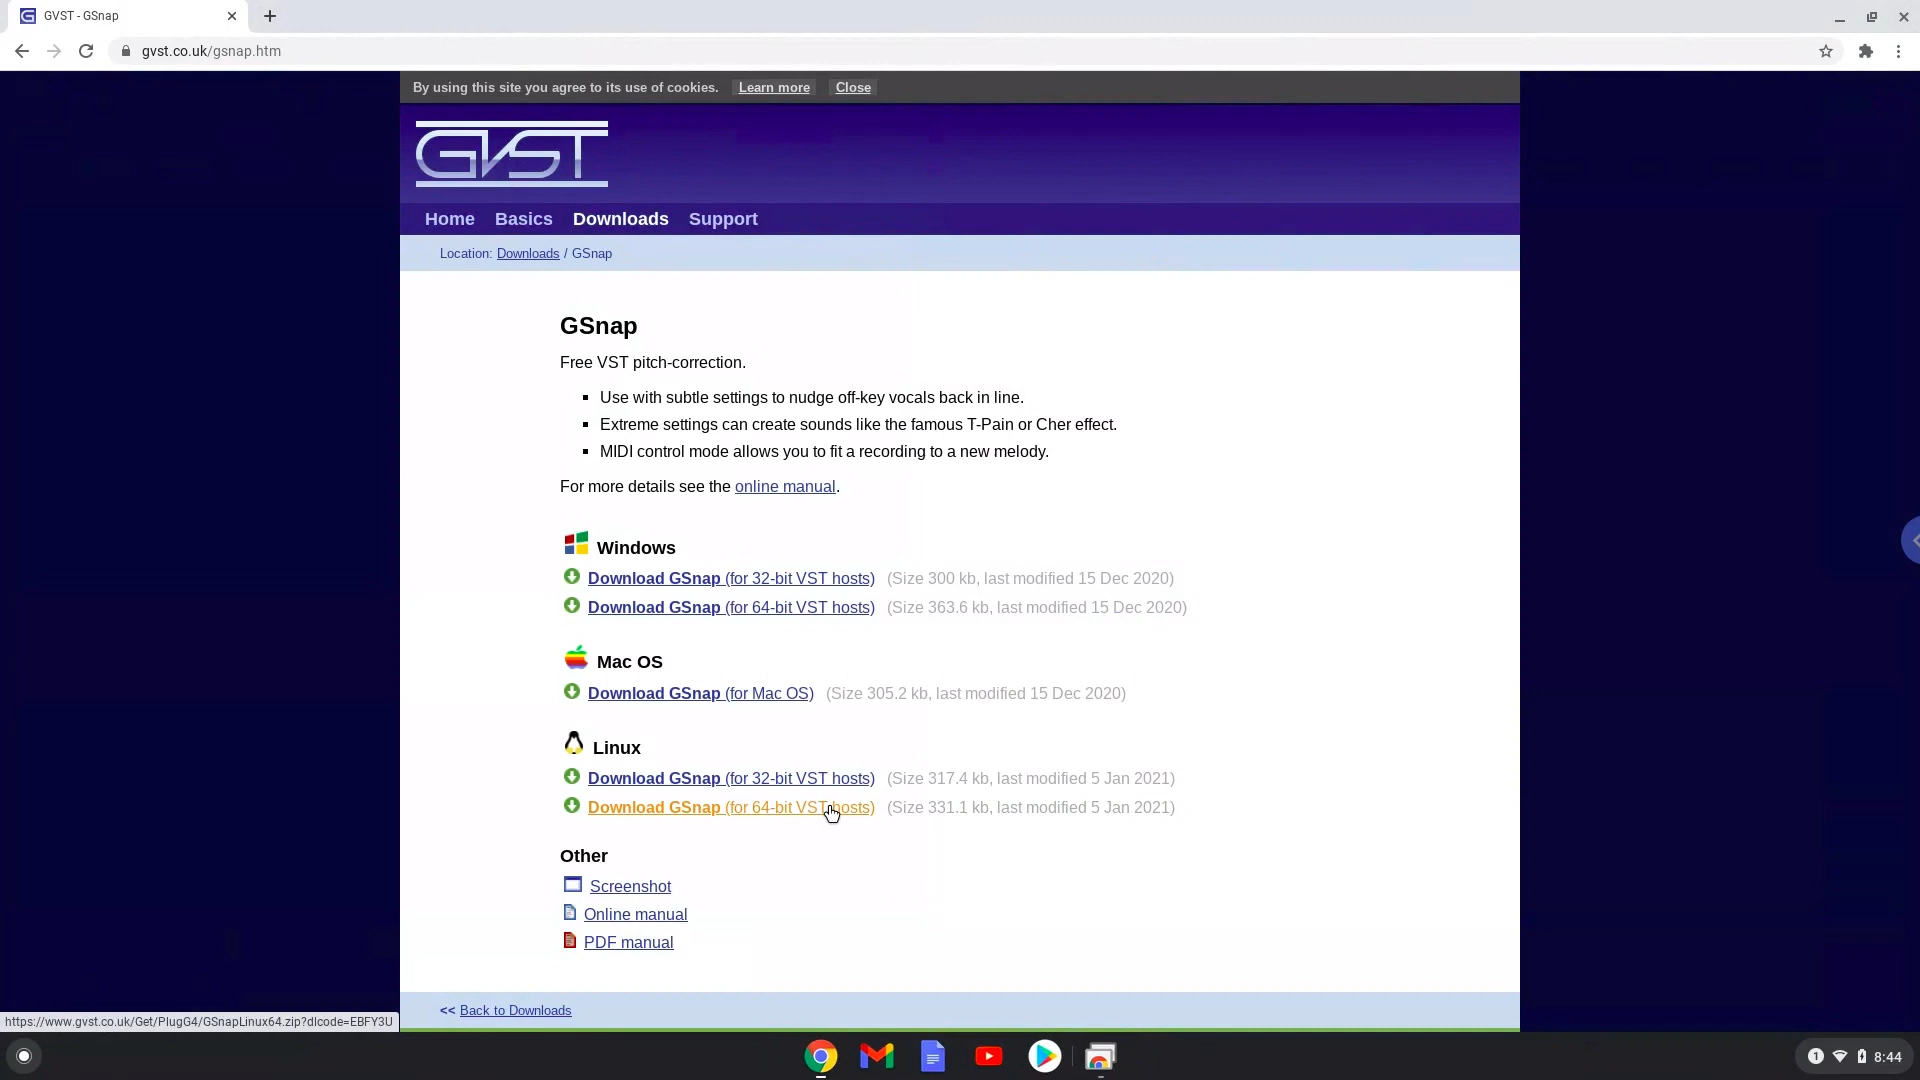 GVST - GSnap
gvst.co.uk/gsnap.htm
By using this site you agree to its use of cookies. Learn more Close
GVST
Home Basics Downloads Support
Location: Downloads / GSnap
GSnap
Free VST pitch-correction.
Use with subtle settings to nudge off-key vocals back in line.
Extreme settings can create sounds like the famous T-Pain or Cher effect.
MIDI control mode allows you to fit a recording to a new melody.
For more details see the online manual.
Windows
Download GSnap (for 32-bit VST hosts) (Size 300 kb, last modified 15 Dec 2020)
Download GSnap (for 64-bit VST hosts) (Size 363.6 kb, last modified 15 Dec 2020)
Mac OS
Download GSnap (for Mac OS) (Size 305.2 kb, last modified 15 Dec 2020)
Linux
Download GSnap (for 32-bit VST hosts) (Size 317.4 kb, last modified 5 Jan 2021)
Download GSnap (for 64-bit VST hosts) (Size 331.1 kb, last modified 5 Jan 2021)
Other
Screenshot
Online manual
PDF manual
<< Back to Downloads
https://www.gvst.co.uk/Get/PlugG4/GSnapLinux64.zip?dlcode=EBFY3U
1 8:44